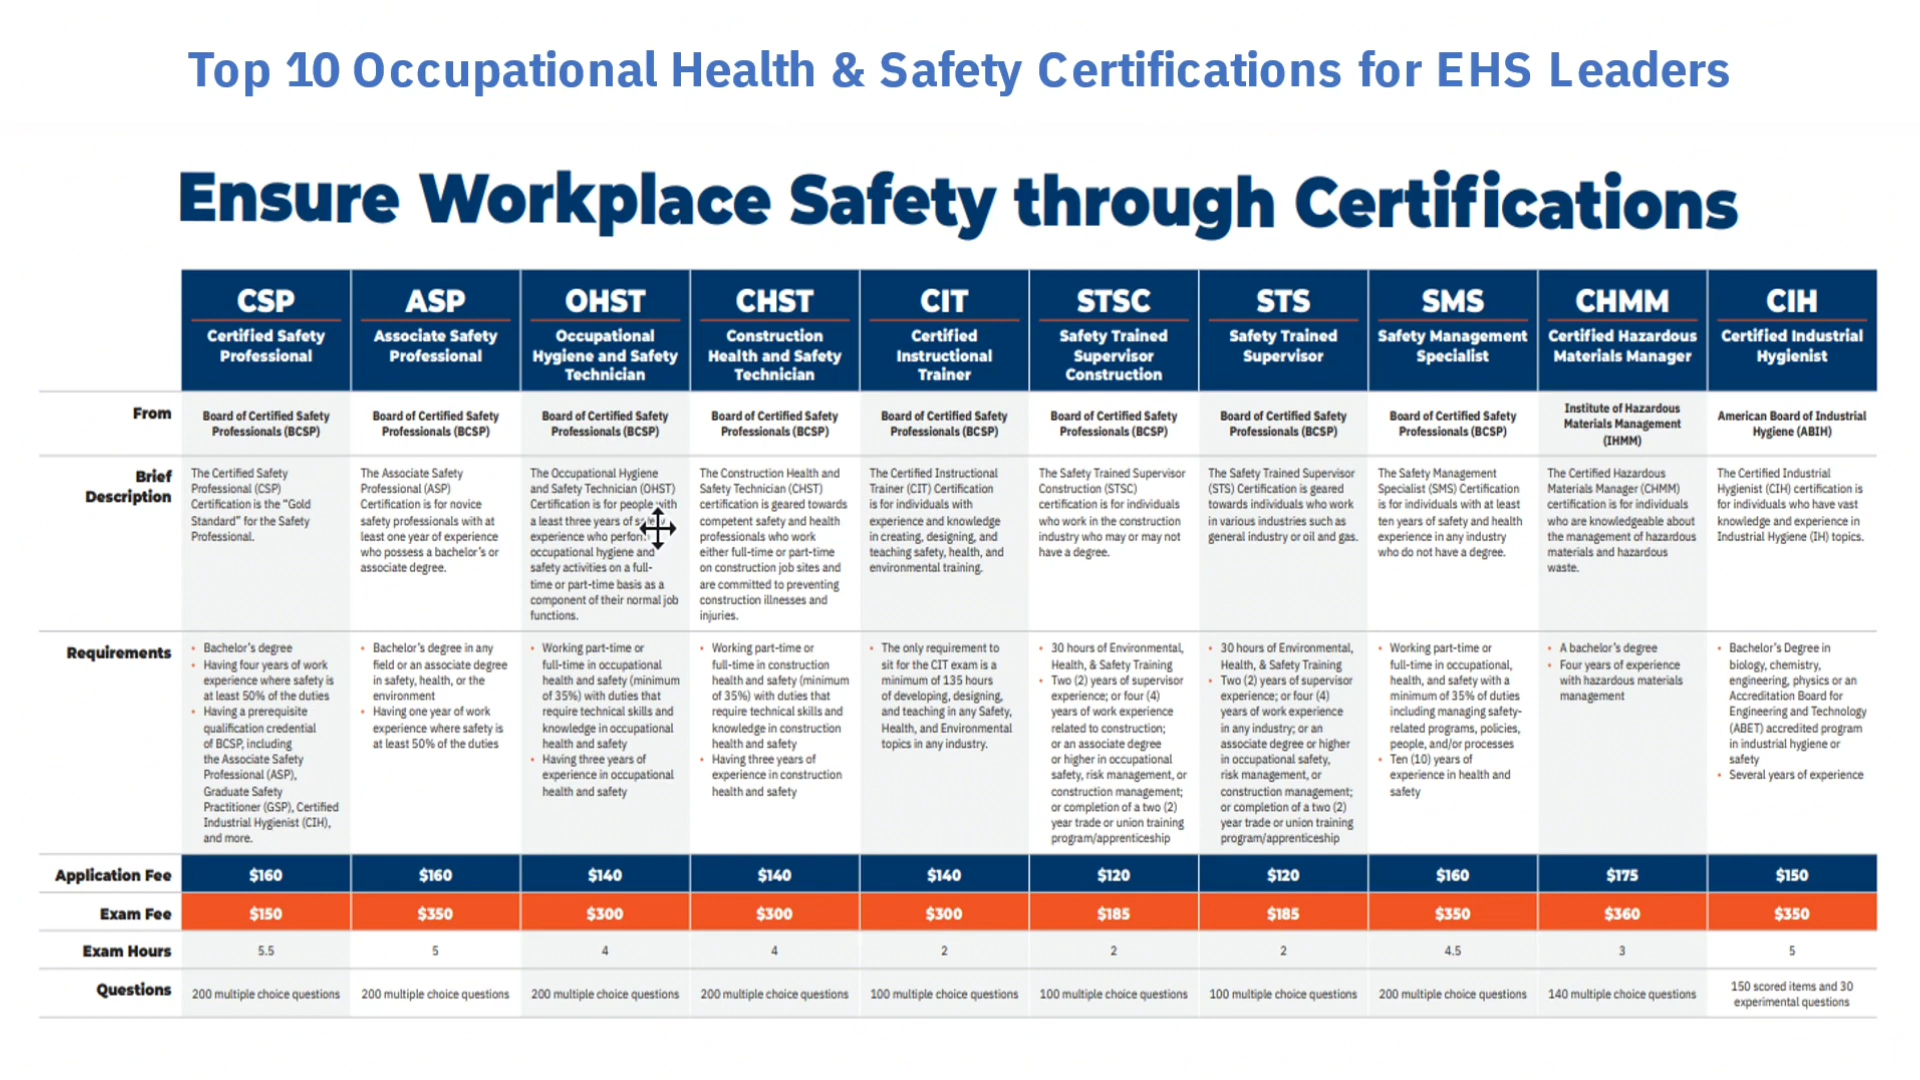 Top 10 Occupational Health & Safety Certifications for EHS Leaders
Ensure Workplace Safety through Certifications
CSP
Certified Safety
Professional
ASP
Associate Safety
Professional
OHST
Occupational
Hygiene and Safety
Technician
CHST
Construction
Health and Safety
Technician
CIT
Certified
Instructional
Trainer
STSC
Safety Trained
Supervisor
Construction
STS
Safety Trained
Supervisor
SMS
Safety Management
Specialist
CHMM
Certified Hazardous
Materials Manager
CIH
Certified Industrial
Hygienist
From
Board of Certified Safety
Professionals (BCSP)
Board of Certified Safety
Professionals (BCSP)
Board of Certified Safety
Professionals (BCSP)
Board of Certified Safety
Professionals (BCSP)
Board of Certified Safety
Professionals (BCSP)
Board of Certified Safety
Professionals (BCSP)
Board of Certified Safety
Professionals (BCSP)
Board of Certified Safety
Professionals (BCSP)
Institute of Hazardous
Materials Management
(IHMM)
American Board of Industrial
Hygiene (ABIH)
Brief
Description
The Certified Safety
Professional (CSP)
Certification is the “Gold
Standard” for the Safety
Professional.
The Associate Safety
Professional (ASP)
Certification is for novice
safety professionals with at
least one year of experience
who possess a bachelor’s or
associate degree.
The Occupational Hygiene
and Safety Technician (OHST)
Certification is for people with
a least three years of
experience who perform
occupational hygiene and
safety activities on a full-
time or part-time basis as a
component of their normal job
functions.
The Construction Health and
Safety Technician (CHST)
certification is geared towards
competent safety and health
professionals who work
either full-time or part-time
on construction job sites and
are committed to preventing
construction illnesses and
injuries.
The Certified Instructional
Trainer (CIT) Certification
is for individuals with
experience and knowledge
in creating, designing, and
teaching safety, health, and
environmental training.
The Safety Trained Supervisor
Construction (STSC)
certification is for individuals
who work in the construction
industry who may or may not
have a degree.
The Safety Trained Supervisor
(STS) Certification is geared
towards individuals who work
in various industries such as
general industry or oil and gas.
The Safety Management
Specialist (SMS) Certification
is for individuals with at least
ten years of safety and health
experience in any industry
who do not have a degree.
The Certified Hazardous
Materials Manager (CHMM)
certification is for individuals
who are knowledgeable about
the management of hazardous
materials and hazardous
waste.
The Certified Industrial
Hygienist (CIH) certification is
for individuals who have vast
knowledge and experience in
Industrial Hygiene (IH) topics.
Requirements
• Bachelor’s degree
• Having four years of work
experience where safety is
at least 50% of the duties
• Having a prerequisite
qualification credential
of BCSP, including
the Associate Safety
Professional (ASP),
Graduate Safety
Practitioner (GSP), Certified
Industrial Hygienist (CIH),
and more.
• Bachelor’s degree in any
field or an associate degree
in safety, health, or the
environment
• Having one year of work
experience where safety is
at least 50% of the duties
• Working part-time or
full-time in occupational
health and safety (minimum
of 35%) with duties that
require technical skills and
knowledge in occupational
health and safety
• Having three years of
experience in occupational
health and safety
• Working part-time or
full-time in construction
health and safety (minimum
of 35%) with duties that
require technical skills and
knowledge in construction
health and safety
• Having three years of
experience in construction
health and safety
• The only requirement to
sit for the CIT exam is a
minimum of 135 hours
of developing, designing,
and teaching in any Safety,
Health, and Environmental
topics in any industry.
• 30 hours of Environmental,
Health, & Safety Training
• Two (2) years of supervisor
experience; or four (4)
years of work experience
related to construction;
or an associate degree
or higher in occupational
safety, risk management, or
construction management;
or completion of a two (2)
year trade or union training
program/apprenticeship
• 30 hours of Environmental,
Health, & Safety Training
• Two (2) years of supervisor
experience; or four (4)
years of work experience
in any industry; or an
associate degree or higher
in occupational safety,
risk management, or
construction management;
or completion of a two (2)
year trade or union training
program/apprenticeship
• Working part-time or
full-time in occupational,
health, and safety with a
minimum of 35% of duties
including managing safety-
related programs, policies,
people, and/or processes
• Ten (10) years of
experience in health and
safety
• A bachelor’s degree
• Four years of experience
with hazardous materials
management
• Bachelor’s Degree in
biology, chemistry,
engineering, physics or an
Accreditation Board for
Engineering and Technology
(ABET) accredited program
in industrial hygiene or
safety
• Several years of experience
Application Fee $160 $160 $140 $140 $140 $120 $120 $160 $175 $150
Exam Fee $150 $350 $300 $300 $300 $185 $185 $350 $360 $350
Exam Hours 5.5 5 4 4 2 2 2 4.5 3 5
Questions
200 multiple choice questions
200 multiple choice questions
200 multiple choice questions
200 multiple choice questions
100 multiple choice questions
100 multiple choice questions
100 multiple choice questions
200 multiple choice questions
140 multiple choice questions
150 scored items and 30
experimental questions